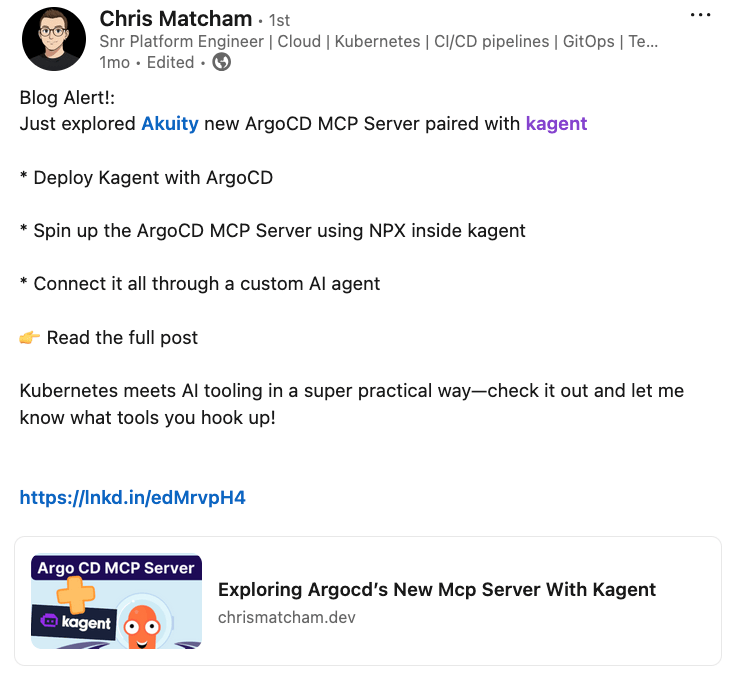 Chris Matcham • 1st
Snr Platform Engineer | Cloud | Kubernetes | CI/CD pipelines | GitOps | Te...
1mo • Edited •
Blog Alert!:
Just explored Akuity new ArgoCD MCP Server paired with kagent
* Deploy Kagent with ArgoCD
* Spin up the ArgoCD MCP Server using NPX inside kagent
* Connect it all through a custom AI agent
👉 Read the full post
Kubernetes meets AI tooling in a super practical way—check it out and let me
know what tools you hook up!
https://lnkd.in/edMrvpH4
Argo CD MCP Server
kagent
Exploring Argocd's New Mcp Server With Kagent
chrismatcham.dev